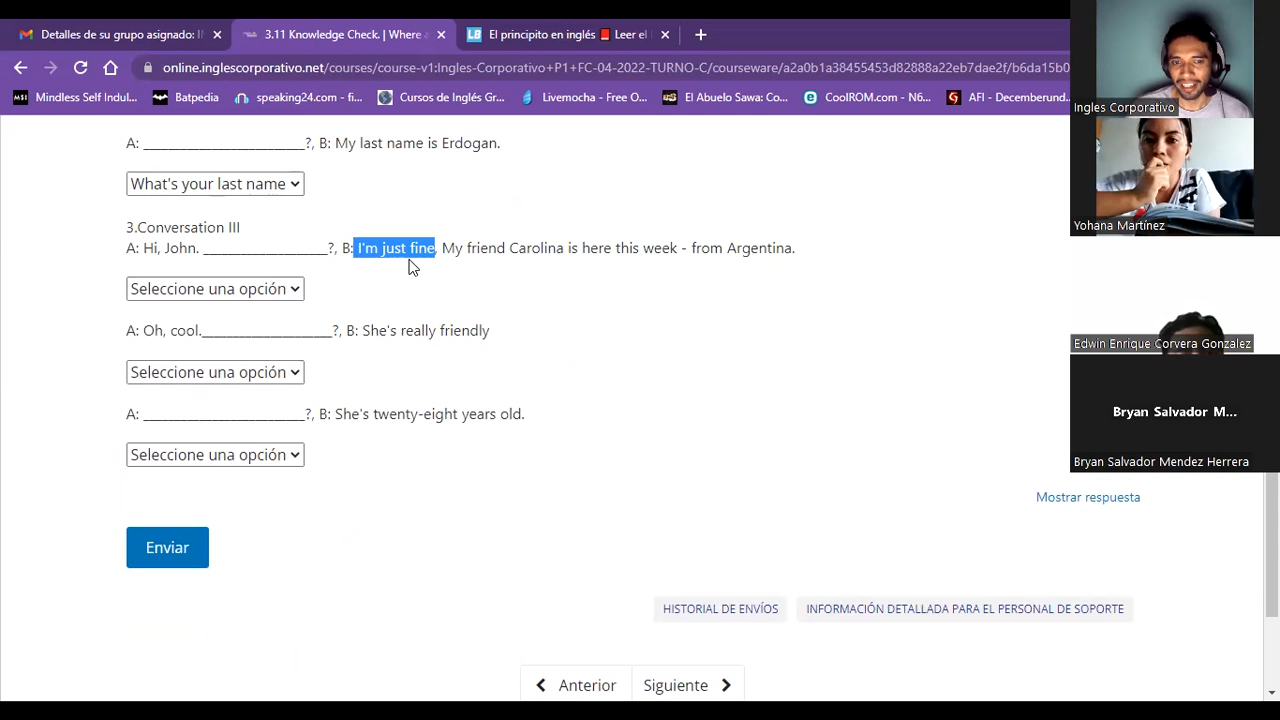 Detalles de su grupo asignado: I
3.11 Knowledge Check. | Where a
El principito en inglés 📕 Leer el
online.inglescorporativo.net/courses/course-v1:Ingles-Corporativo+P1+FC-04-2022-TURNO-C/courseware/a2a0b1a38455453d82888a22eb7dae2f/b6da15b0
Mindless Self Indul...
Batpedia
speaking24.com - fi...
Cursos de Inglés Gr...
Livemocha - Free O...
El Abuelo Sawa: Co...
CoolROM.com - N6...
AFI - Decemberund...
A: _________________________?, B: My last name is Erdogan.
What's your last name
3.Conversation III
A: Hi, John. ___________________?, B: I'm just fine, My friend Carolina is here this week - from Argentina.
Seleccione una opción
A: Oh, cool.____________________?, B: She's really friendly
Seleccione una opción
A: _________________________?, B: She's twenty-eight years old.
Seleccione una opción
Mostrar respuesta
Enviar
HISTORIAL DE ENVÍOS
INFORMACIÓN DETALLADA PARA EL PERSONAL DE SOPORTE
Anterior
Siguiente
Ingles Corporativo
Yohana Martínez
Edwin Enrique Corvera Gonzalez
Bryan Salvador M...
Bryan Salvador Mendez Herrera